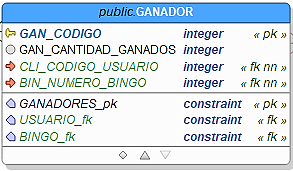 public.GANADOR
GAN_CODIGO integer « pk »
GAN_CANTIDAD_GANADOS integer
CLI_CODIGO_USUARIO integer « fk nn »
BIN_NUMERO_BINGO integer « fk nn »
GANADORES_pk constraint « pk »
USUARIO_fk constraint « fk »
BINGO_fk constraint « fk »